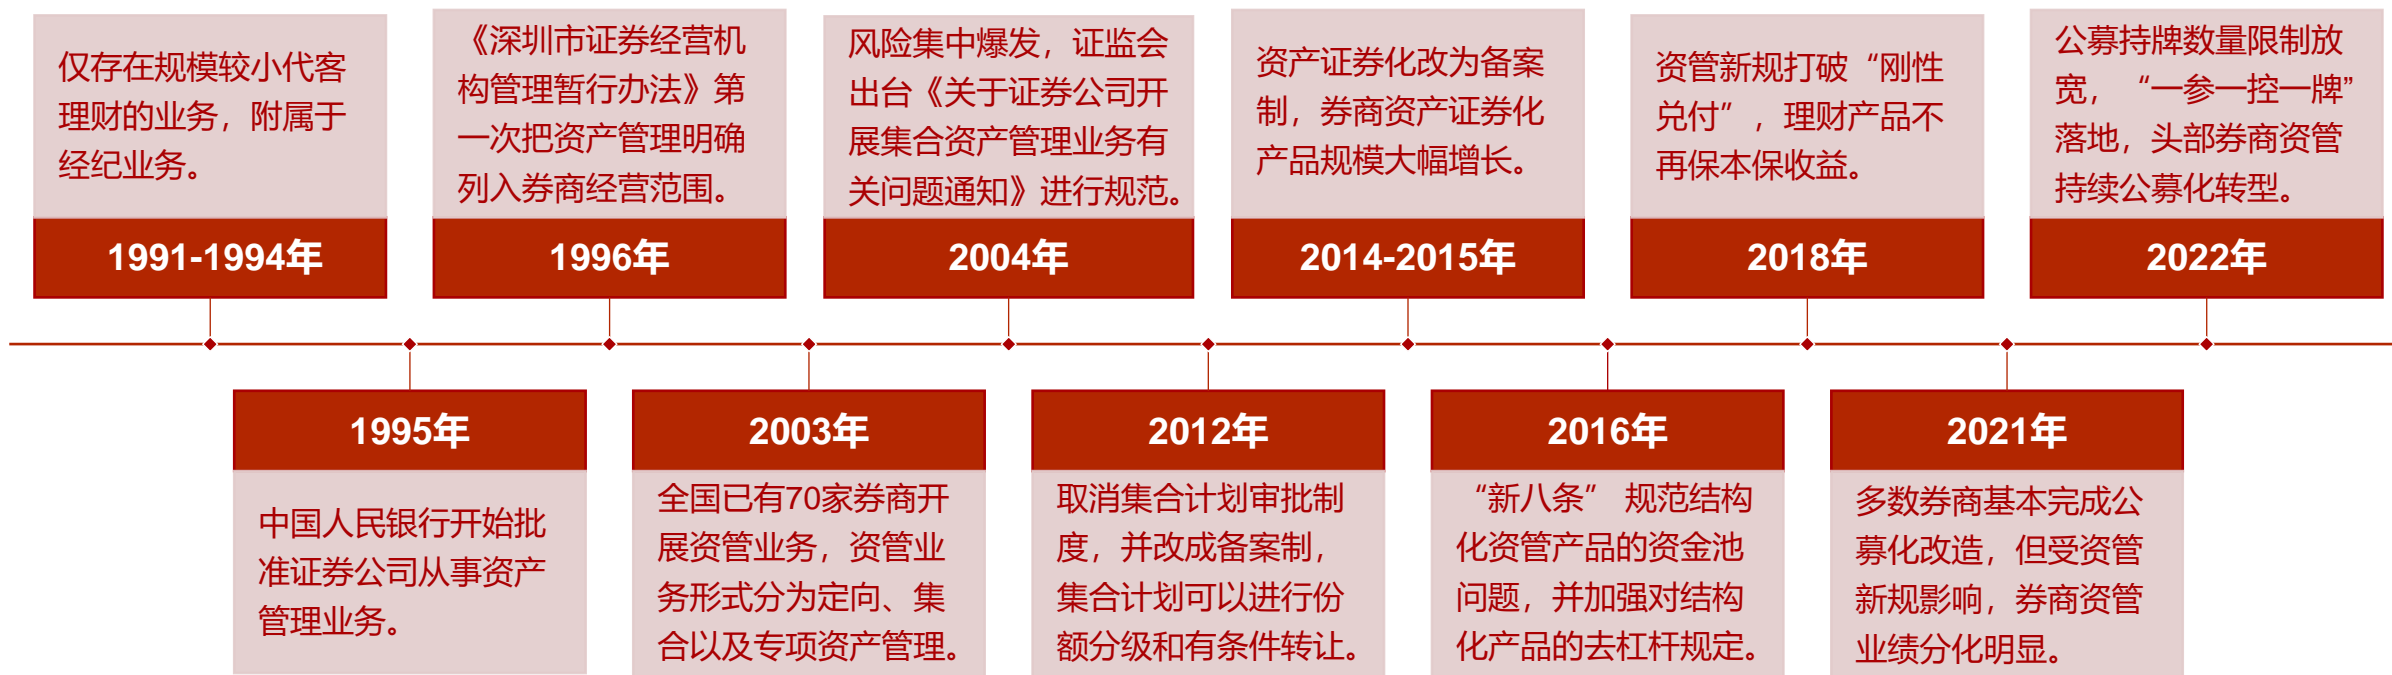 仅存在规模较小代客
理财的业务，附属于
经纪业务。
1991-1994年
《深圳市证券经营机
构管理暂行办法》第
一次把资产管理明确
列入券商经营范围。
1996年
风险集中爆发，证监会
出台《关于证券公司开
展集合资产管理业务有
关问题通知》进行规范。
2004年
资产证券化改为备案
制，券商资产证券化
产品规模大幅增长。
2014-2015年
资管新规打破“刚性
兑付”，理财产品不
再保本保收益。
2018年
公募持牌数量限制放
宽，“一参一控一牌”
落地，头部券商资管
持续公募化转型。
2022年
1995年
中国人民银行开始批
准证券公司从事资产
管理业务。
2003年
全国已有70家券商开
展资管业务，资管业
务形式分为定向、集
合以及专项资产管理。
2012年
取消集合计划审批制
度，并改成备案制，
集合计划可以进行份
额分级和有条件转让。
2016年
“新八条” 规范结构
化资管产品的资金池
问题，并加强对结构
化产品的去杠杆规定。
2021年
多数券商基本完成公
募化改造，但受资管
新规影响，券商资管
业绩分化明显。